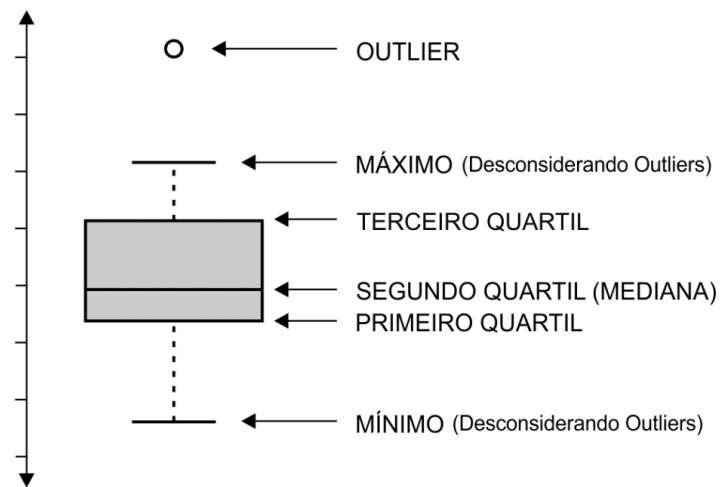 OUTLIER
MÁXIMO (Desconsiderando Outliers)
TERCEIRO QUARTIL
SEGUNDO QUARTIL (MEDIANA)
PRIMEIRO QUARTIL
MÍNIMO (Desconsiderando Outliers)